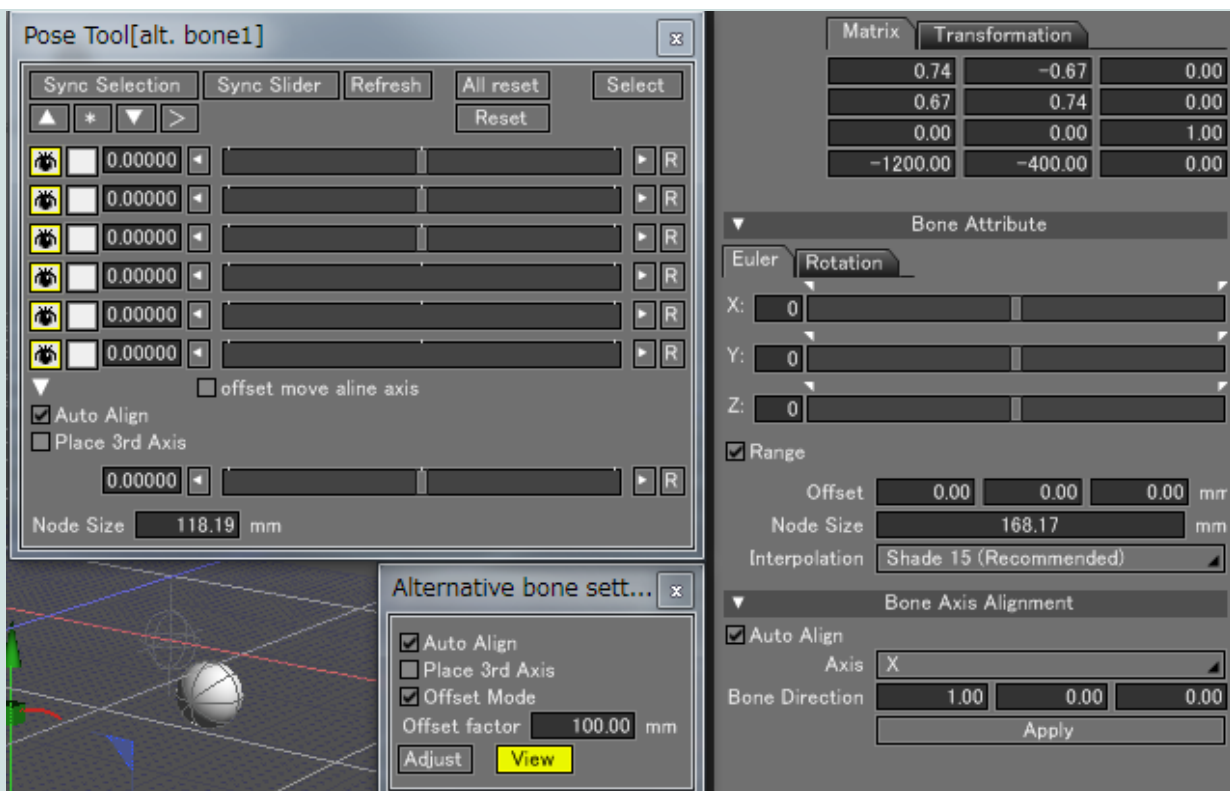 Pose Tool[alt. bone1]
x
Sync Selection Sync Slider Refresh All reset Select
* > Reset
0.00000 R
0.00000 R
0.00000 R
0.00000 R
0.00000 R
0.00000 R
offset move aline axis
Auto Align
Place 3rd Axis
0.00000 R
Node Size 118.19 mm
Alternative bone sett... x
Auto Align
Place 3rd Axis
Offset Mode
Offset factor 100.00 mm
Adjust View
Matrix Transformation
0.74 -0.67 0.00
0.67 0.74 0.00
0.00 0.00 1.00
-1200.00 -400.00 0.00
Bone Attribute
Euler Rotation
X: 0
Y: 0
Z: 0
Range
Offset 0.00 0.00 0.00 mm
Node Size 168.17 mm
Interpolation Shade 15 (Recommended)
Bone Axis Alignment
Auto Align
Axis X
Bone Direction 1.00 0.00 0.00
Apply